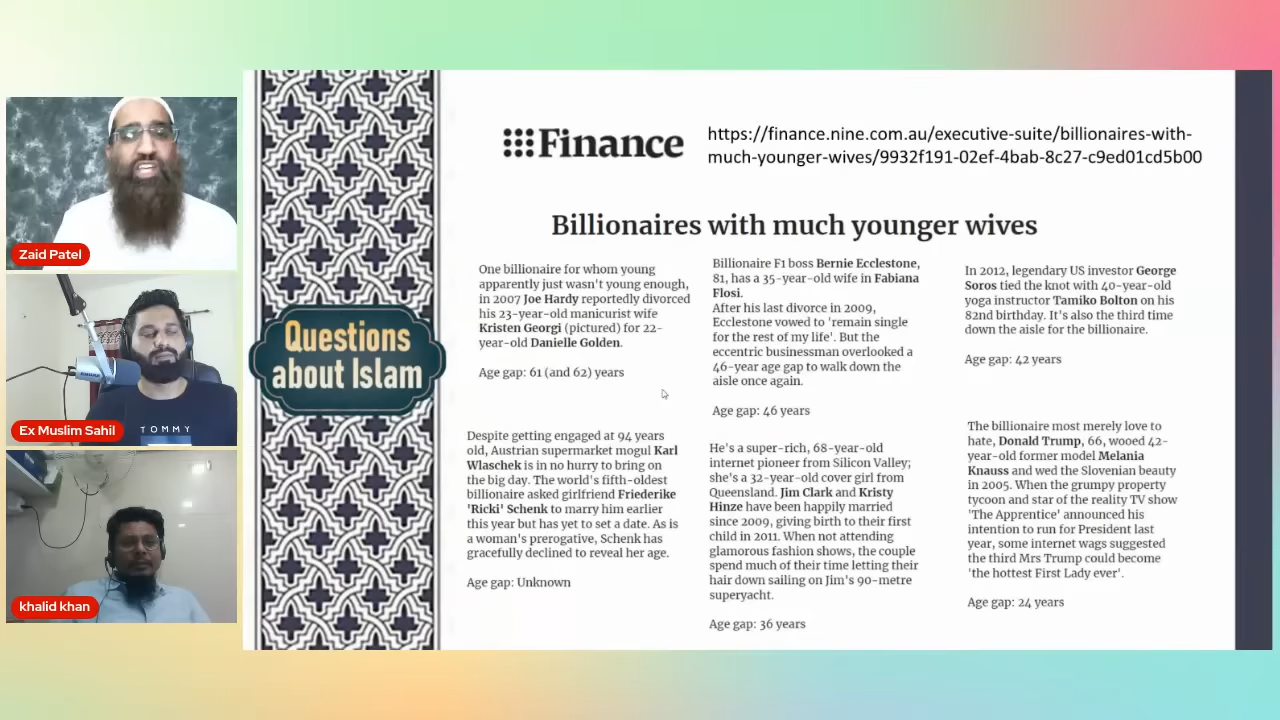 Zaid Patel
Ex Muslim Sahil
TOMMY
khalid khan
Questions
about Islam
Finance
https://finance.nine.com.au/executive-suite/billionaires-with-
much-younger-wives/9932f191-02ef-4bab-8c27-c9ed01cd5b00
Billionaires with much younger wives
One billionaire for whom young
apparently just wasn't young enough,
in 2007 Joe Hardy reportedly divorced
his 23-year-old manicurist wife
Kristen Georgi (pictured) for 22-
year-old Danielle Golden.
Age gap: 61 (and 62) years
Billionaire F1 boss Bernie Ecclestone,
81, has a 35-year-old wife in Fabiana
Flosi.
After his last divorce in 2009,
Ecclestone vowed to 'remain single
for the rest of my life'. But the
eccentric businessman overlooked a
46-year age gap to walk down the
aisle once again.
Age gap: 46 years
In 2012, legendary US investor George
Soros tied the knot with 40-year-old
yoga instructor Tamiko Bolton on his
82nd birthday. It's also the third time
down the aisle for the billionaire.
Age gap: 42 years
Despite getting engaged at 94 years
old, Austrian supermarket mogul Karl
Wlaschek is in no hurry to bring on
the big day. The world's fifth-oldest
billionaire asked girlfriend Friederike
'Ricki' Schenk to marry him earlier
this year but has yet to set a date. As is
a woman's prerogative, Schenk has
gracefully declined to reveal her age.
Age gap: Unknown
He's a super-rich, 68-year-old
internet pioneer from Silicon Valley;
she's a 32-year-old cover girl from
Queensland. Jim Clark and Kristy
Hinze have been happily married
since 2009, giving birth to their first
child in 2011. When not attending
glamorous fashion shows, the couple
spend much of their time letting their
hair down sailing on Jim's 90-metre
superyacht.
Age gap: 36 years
The billionaire most merely love to
hate, Donald Trump, 66, wooed 42-
year-old former model Melania
Knauss and wed the Slovenian beauty
in 2005. When the grumpy property
tycoon and star of the reality TV show
'The Apprentice' announced his
intention to run for President last
year, some internet wags suggested
the third Mrs Trump could become
'the hottest First Lady ever'.
Age gap: 24 years